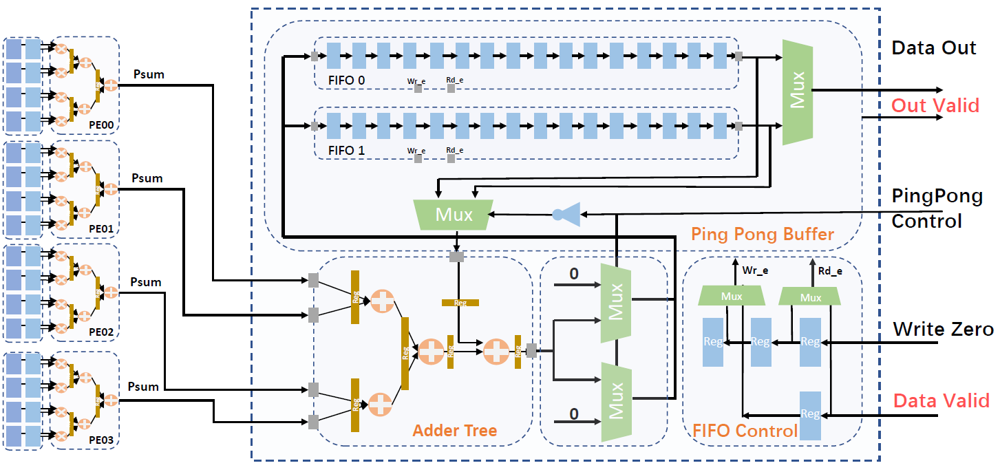 Psum
PE00
Psum
PE01
Psum
PE02
Psum
PE03
FIFO 0
Wr_e
Rd_e
FIFO 1
Wr_e
Rd_e
Mux
Mux
Ping Pong Buffer
Data Out
Out Valid
PingPong
Control
Reg
Reg
Reg
Reg
Reg
Reg
Adder Tree
0
Mux
Mux
0
Wr_e
Rd_e
Mux
Mux
Reg
Reg
Reg
Reg
FIFO Control
Write Zero
Data Valid